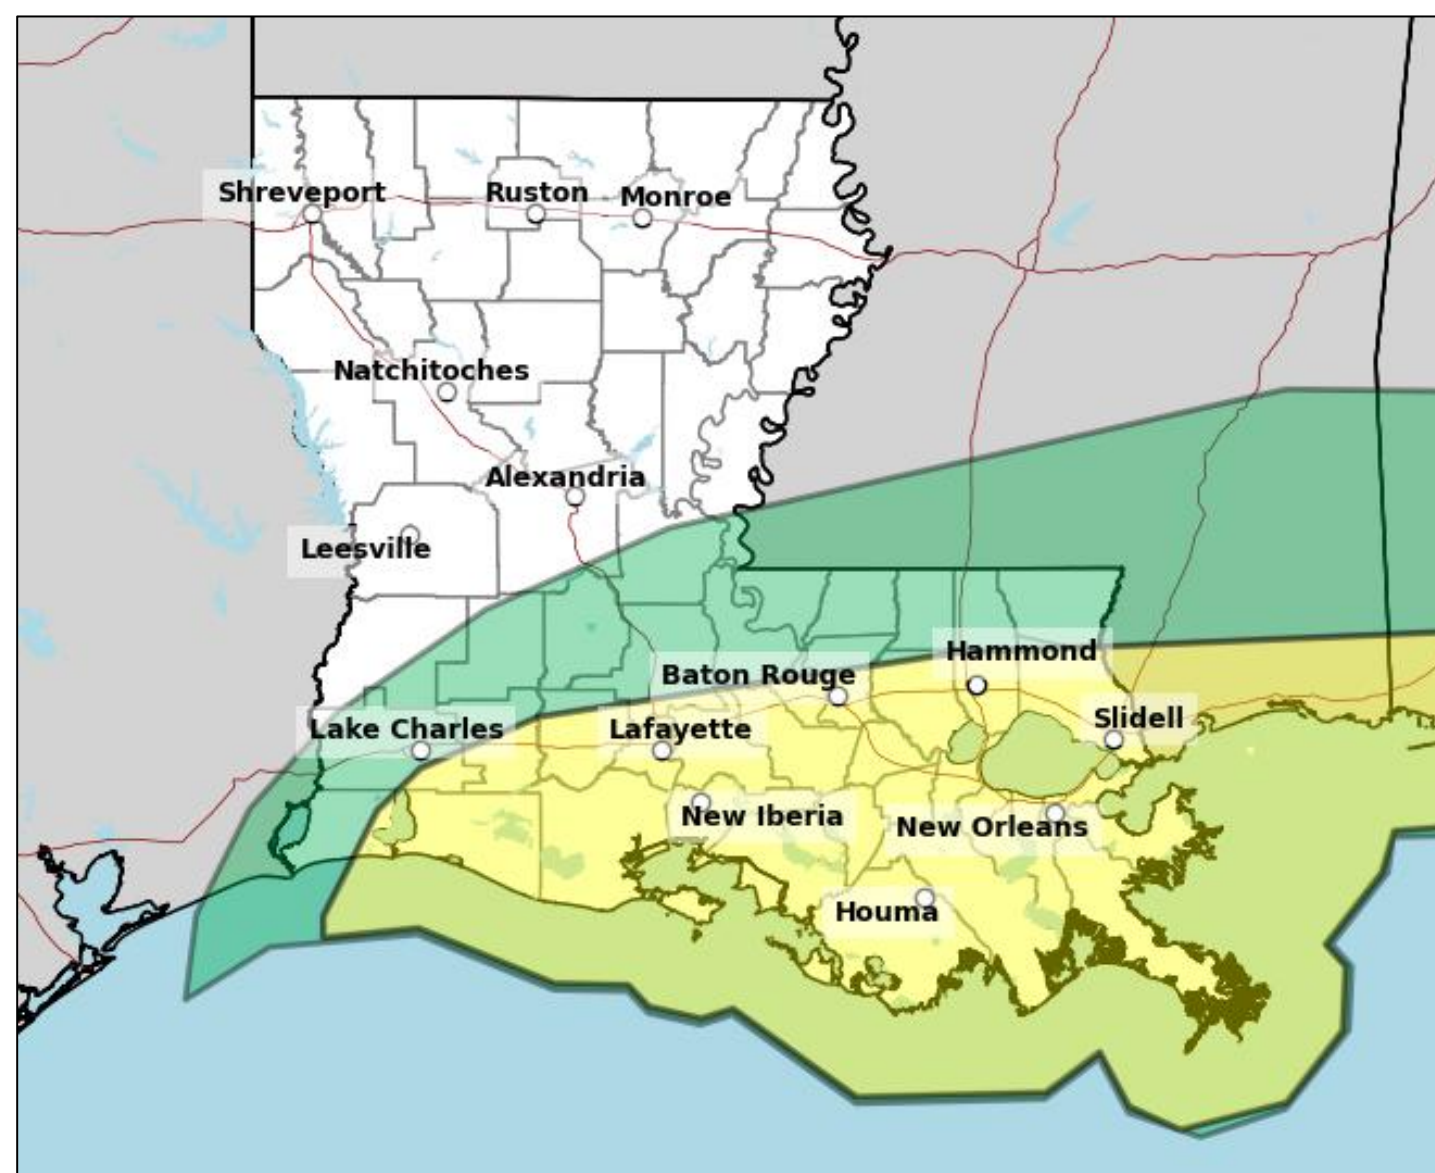 Shreveport
Ruston
Monroe
Natchitoches
Alexandria
Leesville
Hammond
Baton Rouge
Slidell
Lake Charles
Lafayette
New Iberia
New Orleans
Houma